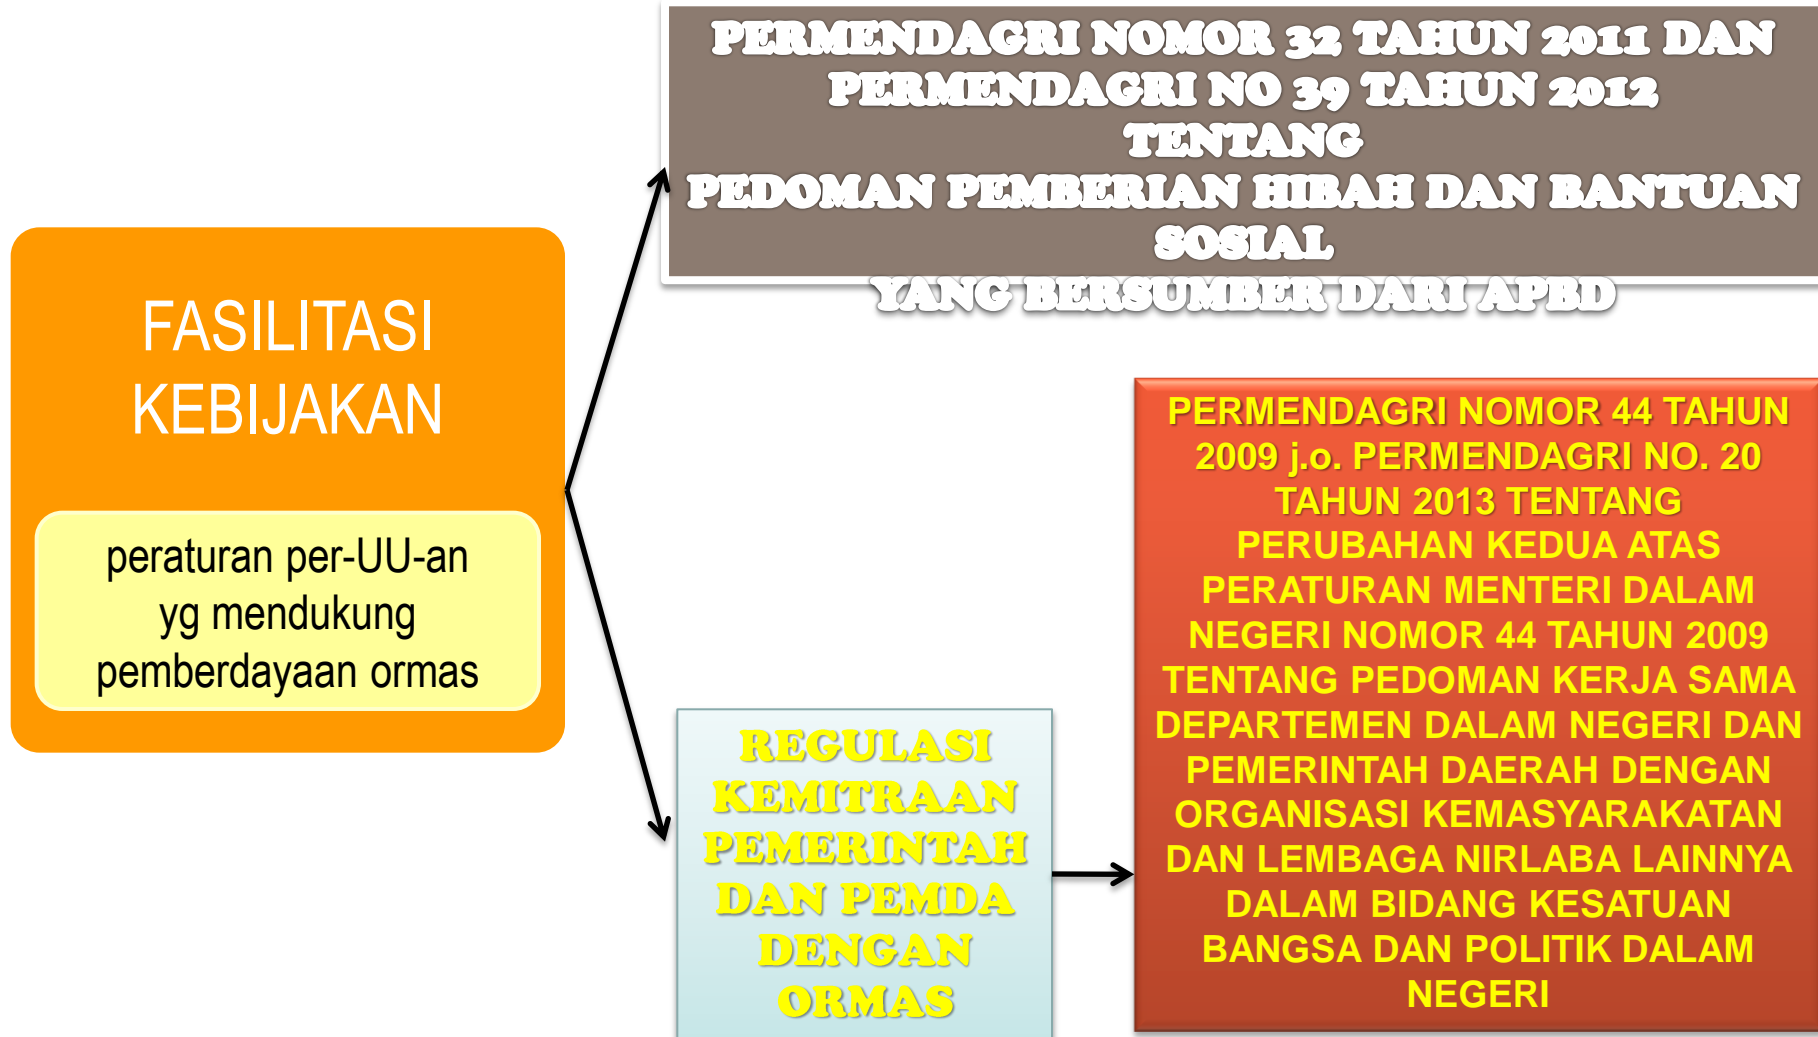 PERMENDAGRI NOMOR 32 TAHUN 2011 DAN
PERMENDAGRI NO 39 TAHUN 2012
TENTANG
PEDOMAN PEMBERIAN HIBAH DAN BANTUAN
SOSIAL
YANG BERSUMBER DARI APBD
FASILITASI
KEBIJAKAN
peraturan per-UU-an
yg mendukung
pemberdayaan ormas
REGULASI
KEMITRAAN
PEMERINTAH
DAN PEMDA
DENGAN
ORMAS
PERMENDAGRI NOMOR 44 TAHUN
2009 j.o. PERMENDAGRI NO. 20
TAHUN 2013 TENTANG
PERUBAHAN KEDUA ATAS
PERATURAN MENTERI DALAM
NEGERI NOMOR 44 TAHUN 2009
TENTANG PEDOMAN KERJA SAMA
DEPARTEMEN DALAM NEGERI DAN
PEMERINTAH DAERAH DENGAN
ORGANISASI KEMASYARAKATAN
DAN LEMBAGA NIRLABA LAINNYA
DALAM BIDANG KESATUAN
BANGSA DAN POLITIK DALAM
NEGERI